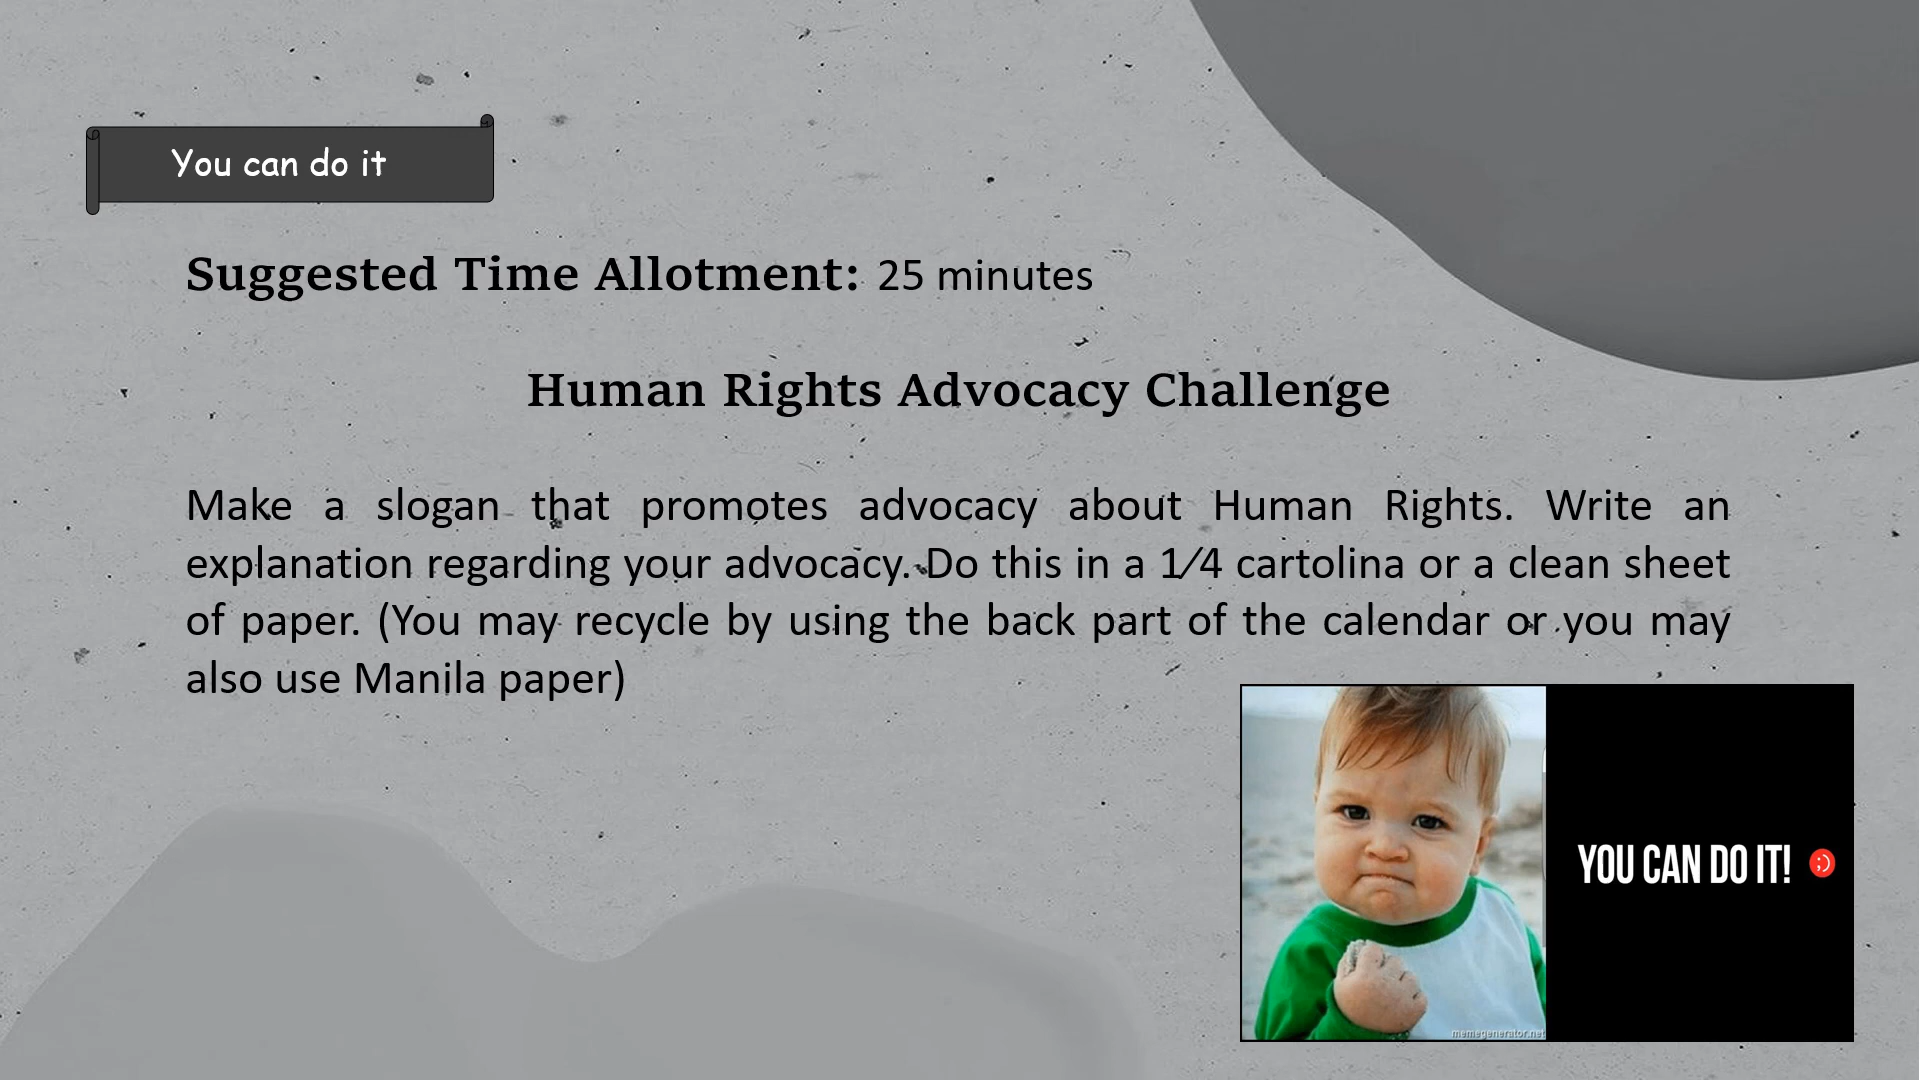 You can do it
Suggested Time Allotment: 25 minutes
Human Rights Advocacy Challenge
Make a slogan that promotes advocacy about Human Rights. Write an
explanation regarding your advocacy. Do this in a 1⁄4 cartolina or a clean sheet
of paper. (You may recycle by using the back part of the calendar or you may
also use Manila paper)
YOU CAN DO IT! ;)
memegenerator.net